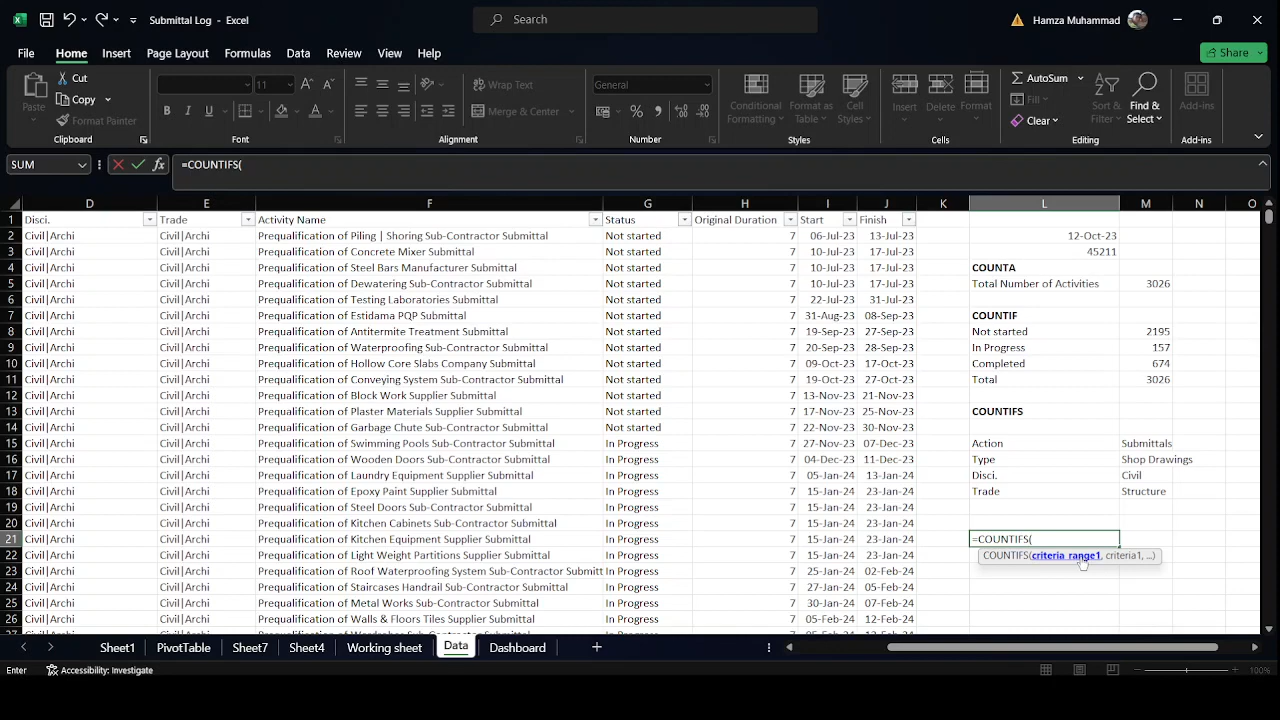 Submittal Log - Excel
Search
Hamza Muhammad
File Home Insert Page Layout Formulas Data Review View Help
Share
Paste
Cut
Copy
Format Painter
Clipboard
11
B I U
Font
Wrap Text
Merge & Center
Alignment
General
Number
Conditional Formatting
Format as Table
Cell Styles
Styles
Insert Delete Format
Cells
AutoSum
Fill
Clear
Sort & Filter
Find & Select
Editing
Add-ins
Add-ins
SUM fx =COUNTIFS(
D E F G H I J K L M N O
1 Disci. Trade Activity Name Status Original Duration Start Finish
2 Civil|Archi Civil|Archi Prequalification of Piling | Shoring Sub-Contractor Submittal Not started 7 06-Jul-23 13-Jul-23 12-Oct-23
3 Civil|Archi Civil|Archi Prequalification of Concrete Mixer Submittal Not started 7 10-Jul-23 17-Jul-23 45211
4 Civil|Archi Civil|Archi Prequalification of Steel Bars Manufacturer Submittal Not started 7 10-Jul-23 17-Jul-23 COUNTA
5 Civil|Archi Civil|Archi Prequalification of Dewatering Sub-Contractor Submittal Not started 7 10-Jul-23 17-Jul-23 Total Number of Activities 3026
6 Civil|Archi Civil|Archi Prequalification of Testing Laboratories Submittal Not started 7 22-Jul-23 31-Jul-23
7 Civil|Archi Civil|Archi Prequalification of Estidama PQP Submittal Not started 7 31-Aug-23 08-Sep-23 COUNTIF
8 Civil|Archi Civil|Archi Prequalification of Antitermite Treatment Submittal Not started 7 19-Sep-23 27-Sep-23 Not started 2195
9 Civil|Archi Civil|Archi Prequalification of Waterproofing Sub-Contractor Submittal Not started 7 20-Sep-23 28-Sep-23 In Progress 157
10 Civil|Archi Civil|Archi Prequalification of Hollow Core Slabs Company Submittal Not started 7 09-Oct-23 17-Oct-23 Completed 674
11 Civil|Archi Civil|Archi Prequalification of Conveying System Sub-Contractor Submittal Not started 7 19-Oct-23 27-Oct-23 Total 3026
12 Civil|Archi Civil|Archi Prequalification of Block Work Supplier Submittal Not started 7 13-Nov-23 21-Nov-23
13 Civil|Archi Civil|Archi Prequalification of Plaster Materials Supplier Submittal Not started 7 17-Nov-23 25-Nov-23 COUNTIFS
14 Civil|Archi Civil|Archi Prequalification of Garbage Chute Sub-Contractor Submittal Not started 7 22-Nov-23 30-Nov-23
15 Civil|Archi Civil|Archi Prequalification of Swimming Pools Sub-Contractor Submittal In Progress 7 27-Nov-23 07-Dec-23 Action Submittals
16 Civil|Archi Civil|Archi Prequalification of Wooden Doors Sub-Contractor Submittal In Progress 7 04-Dec-23 11-Dec-23 Type Shop Drawings
17 Civil|Archi Civil|Archi Prequalification of Laundry Equipment Supplier Submittal In Progress 7 05-Jan-24 13-Jan-24 Disci. Civil
18 Civil|Archi Civil|Archi Prequalification of Epoxy Paint Supplier Submittal In Progress 7 15-Jan-24 23-Jan-24 Trade Structure
19 Civil|Archi Civil|Archi Prequalification of Steel Doors Sub-Contractor Submittal In Progress 7 15-Jan-24 23-Jan-24
20 Civil|Archi Civil|Archi Prequalification of Kitchen Cabinets Sub-Contractor Submittal In Progress 7 15-Jan-24 23-Jan-24
21 Civil|Archi Civil|Archi Prequalification of Kitchen Equipment Supplier Submittal In Progress 7 15-Jan-24 23-Jan-24 =COUNTIFS(
22 Civil|Archi Civil|Archi Prequalification of Light Weight Partitions Supplier Submittal In Progress 7 15-Jan-24 23-Jan-24 COUNTIFS(criteria_range1, criteria1, ...)
23 Civil|Archi Civil|Archi Prequalification of Roof Waterproofing System Sub-Contractor Submitt In Progress 7 25-Jan-24 02-Feb-24
24 Civil|Archi Civil|Archi Prequalification of Staircases Handrail Sub-Contractor Submittal In Progress 7 27-Jan-24 05-Feb-24
25 Civil|Archi Civil|Archi Prequalification of Metal Works Sub-Contractor Submittal In Progress 7 30-Jan-24 07-Feb-24
26 Civil|Archi Civil|Archi Prequalification of Walls & Floors Tiles Supplier Submittal In Progress 7 05-Feb-24 12-Feb-24
Sheet1 PivotTable Sheet7 Sheet4 Working sheet Data Dashboard
Enter Accessibility: Investigate 100%